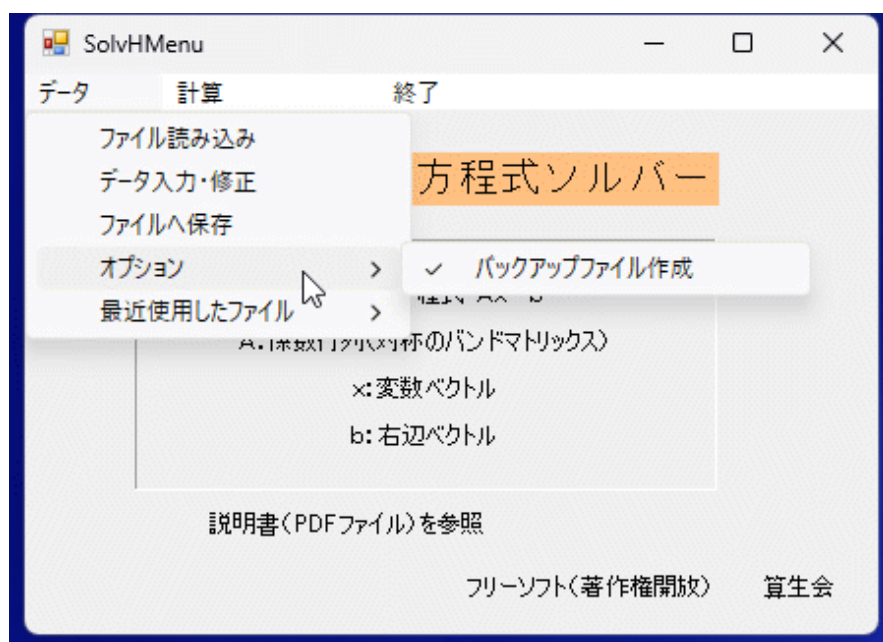 SolvHMenu
データ 計算 終了
ファイル読み込み
データ入力・修正
ファイルへ保存
オプション
最近使用したファイル
バックアップファイル作成
方程式ソルバー
A:係数行列(対称のバンドマトリックス)
x:変数ベクトル
b:右辺ベクトル
説明書(PDFファイル)を参照
フリーソフト(著作権開放) 算生会